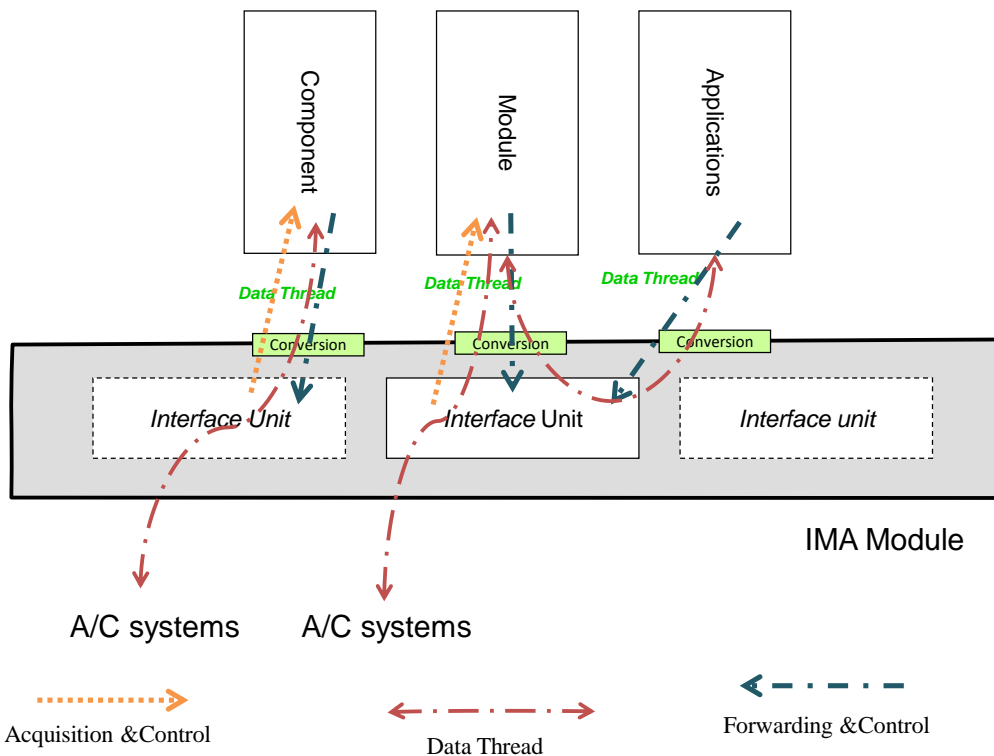 Component
Module
Applications
Data Thread
Data Thread
Data Thread
Conversion
Conversion
Conversion
Interface Unit
Interface Unit
Interface unit
IMA Module
A/C systems
A/C systems
Acquisition &Control
Data Thread
Forwarding &Control